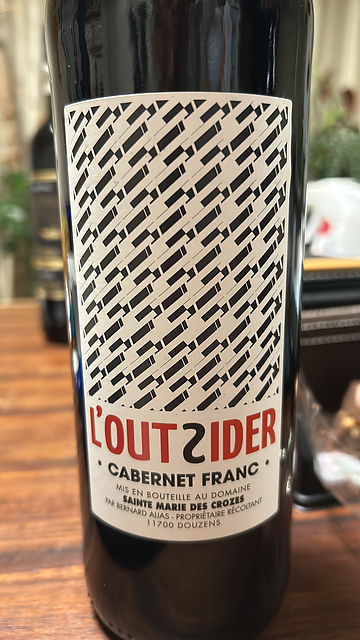 L'OUTSIDER
• CABERNET FRANC •
MIS EN BOUTEILLE AU DOMAINE
SAINTE MARIE DES CROZES
PAR BERNARD ALIAS - PROPRIÉTAIRE RÉCOLTANT
11700 DOUZENS